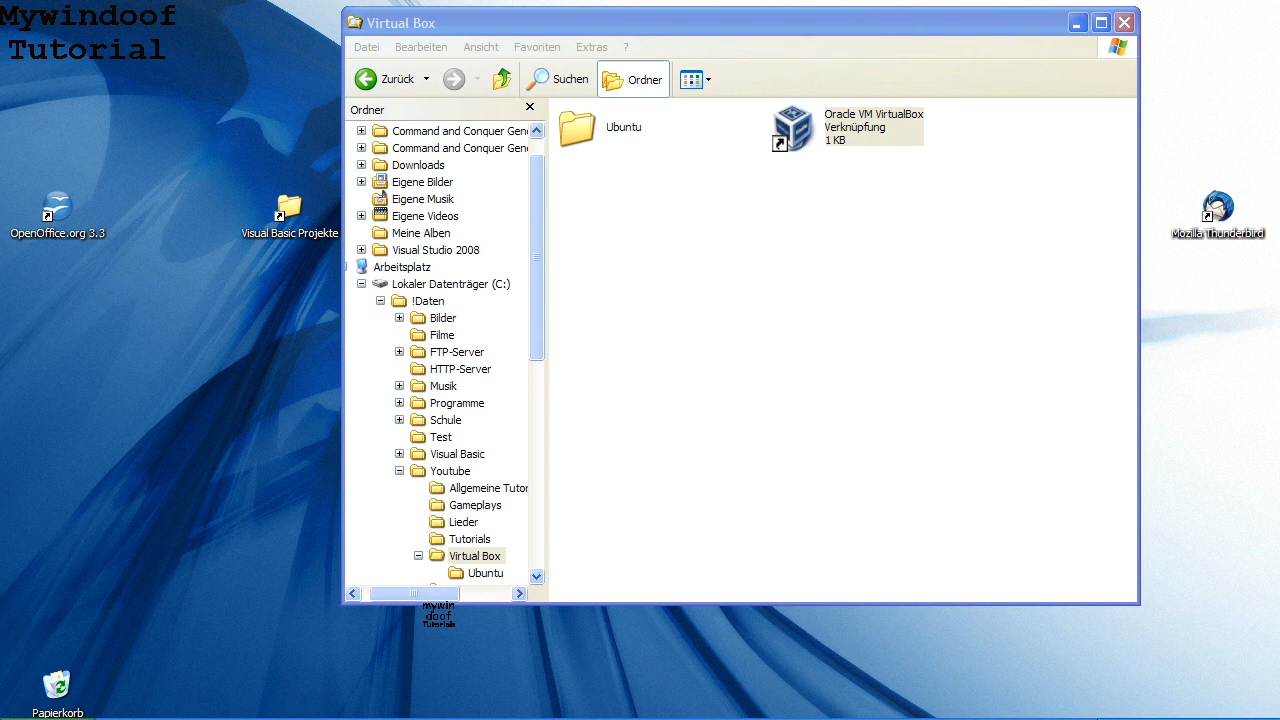 Mywindoof
Tutorial
Virtual Box
Datei Bearbeiten Ansicht Favoriten Extras ?
Zurück Suchen Ordner
Ordner
Command and Conquer Gen
Command and Conquer Gen
Downloads
Eigene Bilder
Eigene Musik
Eigene Videos
Meine Alben
Visual Studio 2008
Arbeitsplatz
Lokaler Datenträger (C:)
!Daten
Bilder
Filme
FTP-Server
HTTP-Server
Musik
Programme
Schule
Test
Visual Basic
Youtube
Allgemeine Tutor
Gameplays
Lieder
Tutorials
Virtual Box
Ubuntu
Ubuntu
Oracle VM VirtualBox
Verknüpfung
1 KB
OpenOffice.org 3.3
Visual Basic Projekte
Mozilla Thunderbird
mywin
doof
Tutorials
Papierkorb